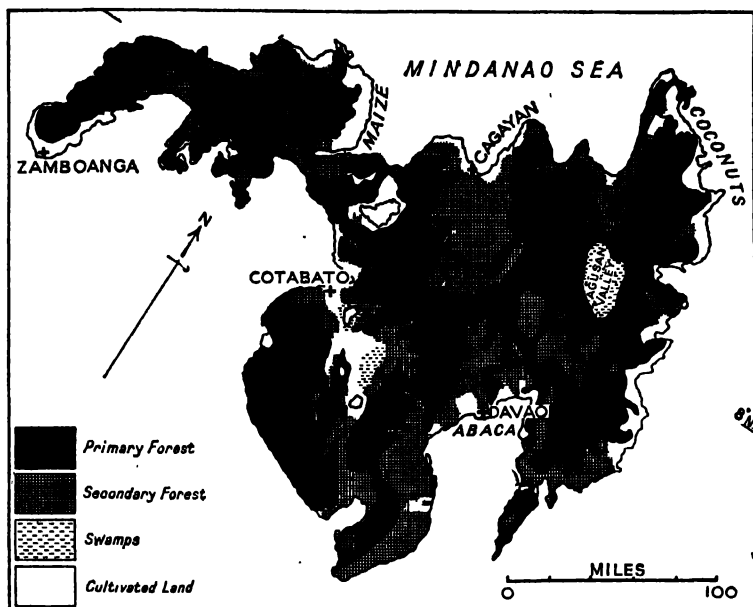 MINDANAO SEA
MAIZE
CAGAYAN
COCONUTS
ZAMBOANGA
N
COTABATO
AGUSAN
VALLEY
DAVAO
ABACA
8°N
Primary Forest
Secondary Forest
Swamps
Cultivated Land
MILES
0 100